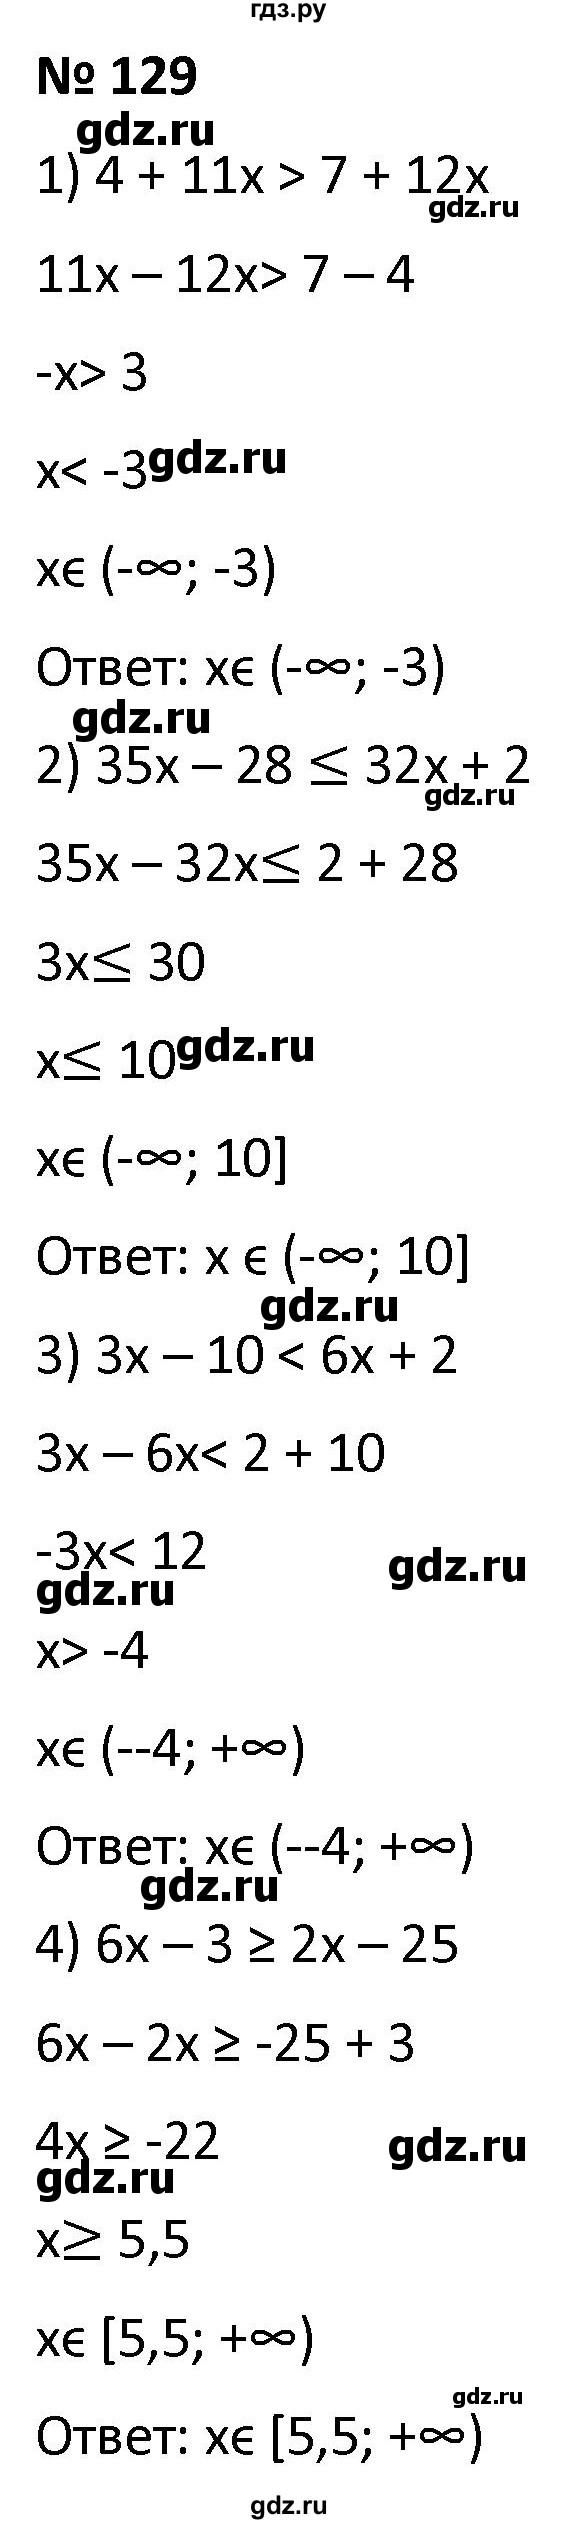 гдз.ру
№ 129
gdz.ru
1) 4 + 11x > 7 + 12x
gdz.ru
11x – 12x> 7 – 4
-x> 3
x< -3 gdz.ru
xϵ (-∞; -3)
Ответ: xϵ (-∞; -3)
gdz.ru
2) 35x – 28 ≤ 32x + 2
gdz.ru
35x – 32x≤ 2 + 28
3x≤ 30
x≤ 10 gdz.ru
xϵ (-∞; 10]
Ответ: x ϵ (-∞; 10]
gdz.ru
3) 3x – 10 < 6x + 2
3x – 6x< 2 + 10
-3x< 12 gdz.ru
gdz.ru
x> -4
xϵ (--4; +∞)
Ответ: xϵ (--4; +∞)
gdz.ru
4) 6x – 3 ≥ 2x – 25
6x – 2x ≥ -25 + 3
4x ≥ -22 gdz.ru
gdz.ru
x≥ 5,5
xϵ [5,5; +∞)
gdz.ru
Ответ: xϵ [5,5; +∞)
gdz.ru